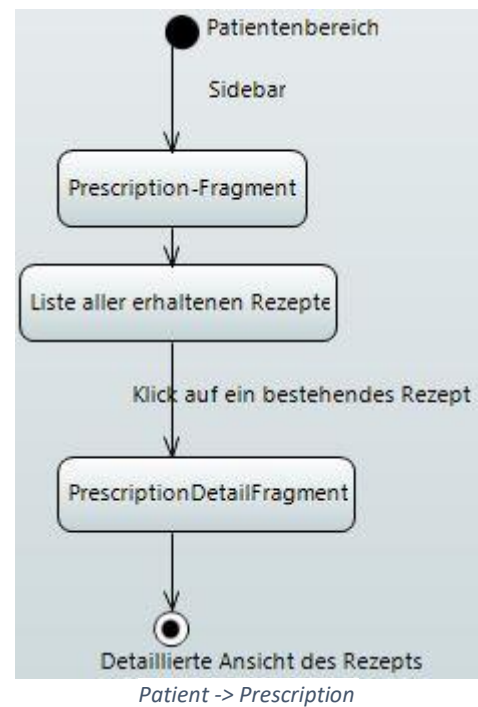 Patientenbereich
Sidebar
Prescription-Fragment
Liste aller erhaltenen Rezepte
Klick auf ein bestehendes Rezept
PrescriptionDetailFragment
Detaillierte Ansicht des Rezepts
Patient -> Prescription